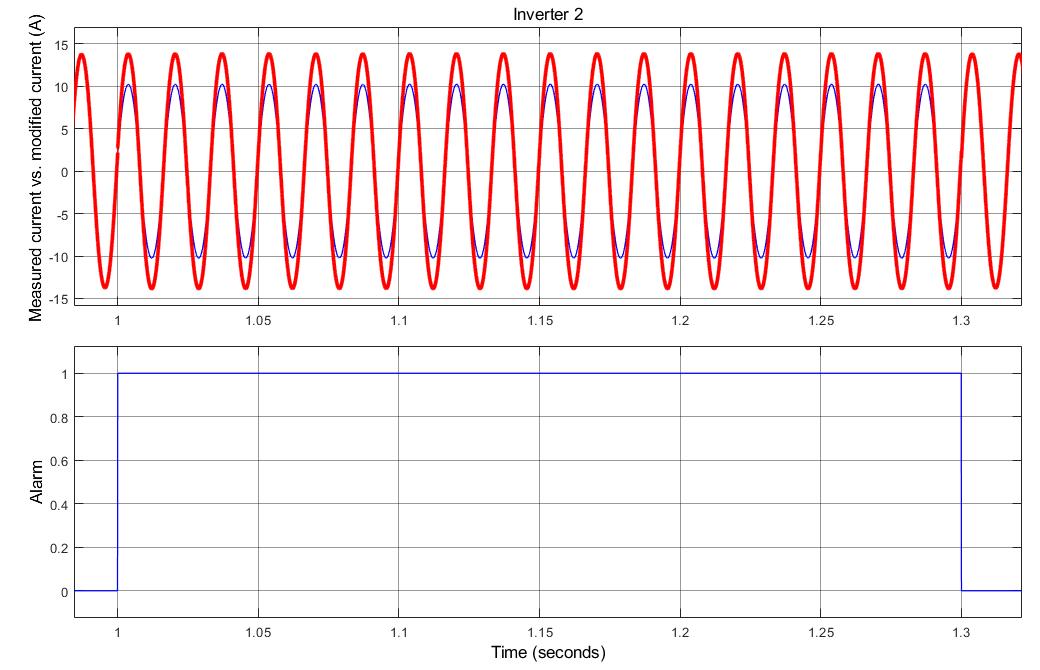 Inverter 2
Measured current vs. modified current (A)
15
10
5
0
-5
-10
-15
1 1.05 1.1 1.15 1.2 1.25 1.3
Alarm
1
0.8
0.6
0.4
0.2
0
1 1.05 1.1 1.15 1.2 1.25 1.3
Time (seconds)